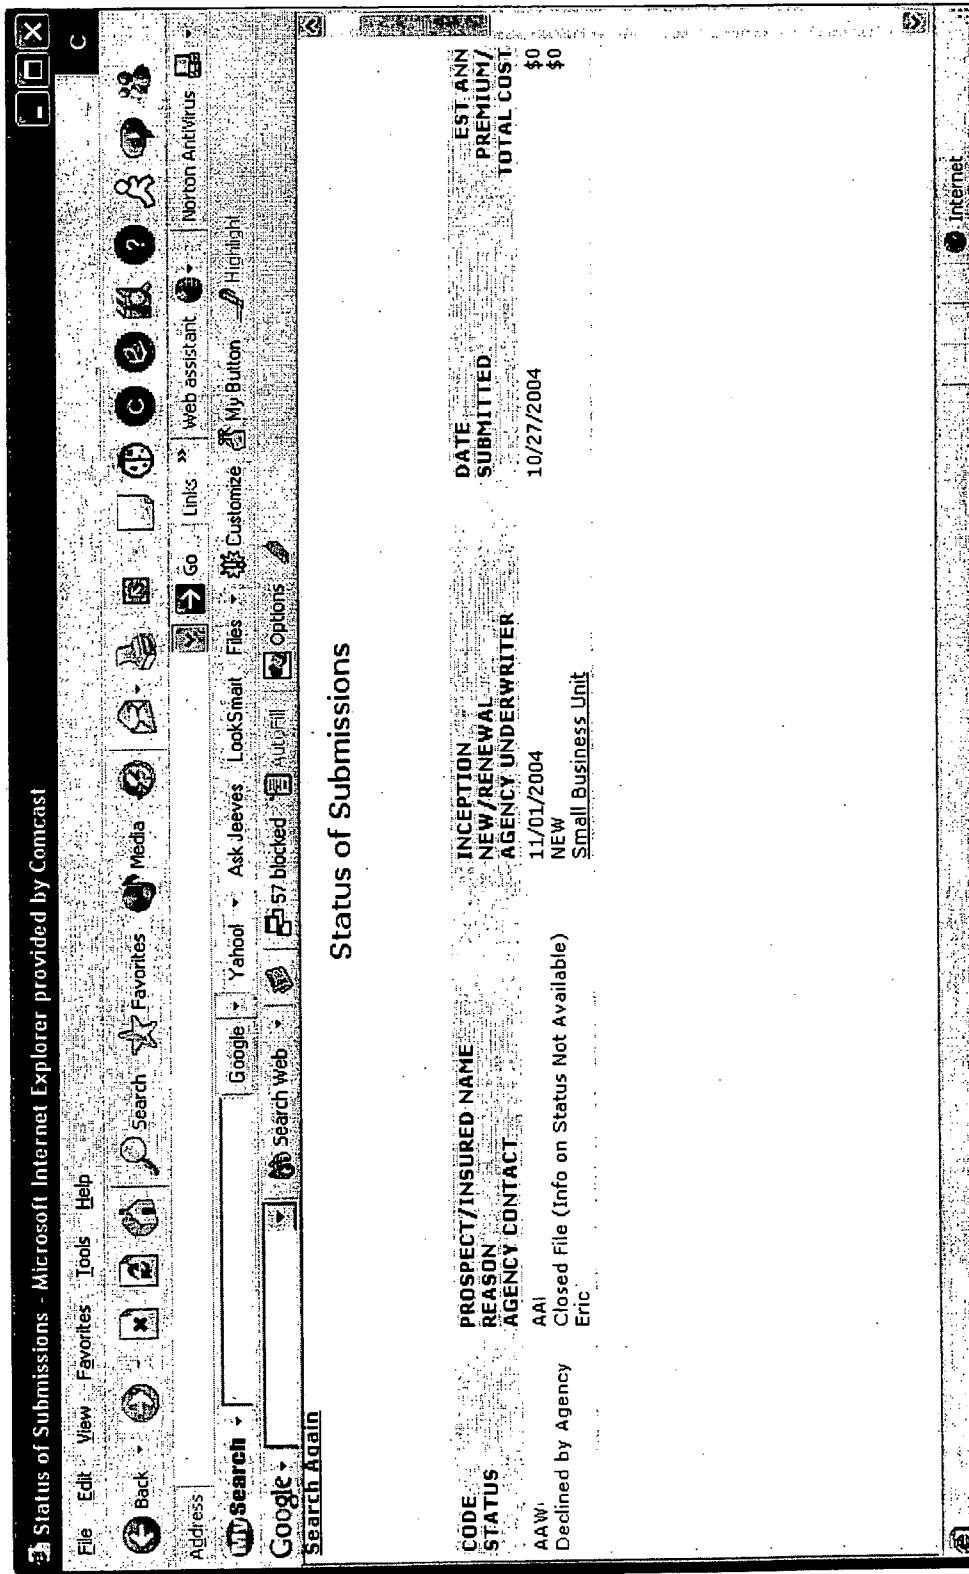 Status of Submissions - Microsoft Internet Explorer provided by Comcast
File Edit View Favorites Tools Help
C
Back Search Favorites Media
Address Go Links » Web assistant Norton AntiVirus
My Search Google Yahoo! Ask Jeeves LookSmart Files Customize My Button Highlight
Google Search Web 57 blocked AutoFill Options
Search Again
Status of Submissions
CODE PROSPECT/INSURED NAME INCEPTION DATE EST ANN
STATUS REASON NEW/RENEWAL SUBMITTED PREMIUM/
AGENCY CONTACT AGENCY UNDERWRITER TOTAL COST
AAW AAI 11/01/2004 10/27/2004 $0
Declined by Agency Closed File (Info on Status Not Available) NEW $0
Eric Small Business Unit
Internet